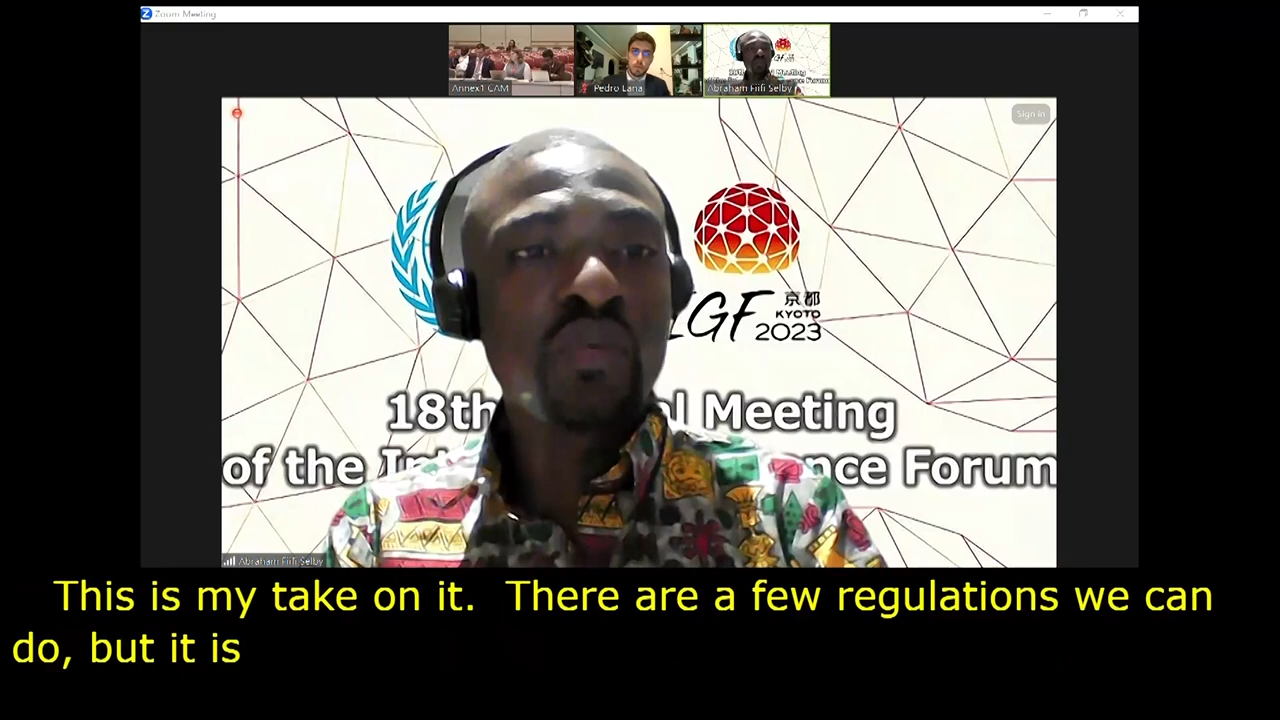 Zoom Meeting
Annex1 CAM
Pedro Lana
Abraham Fiifi Selby
Sign in
IGF
京都
KYOTO
2023
18th al Meeting
of the Int nce Forum
Abraham Fiifi Selby
This is my take on it. There are a few regulations we can
do, but it is